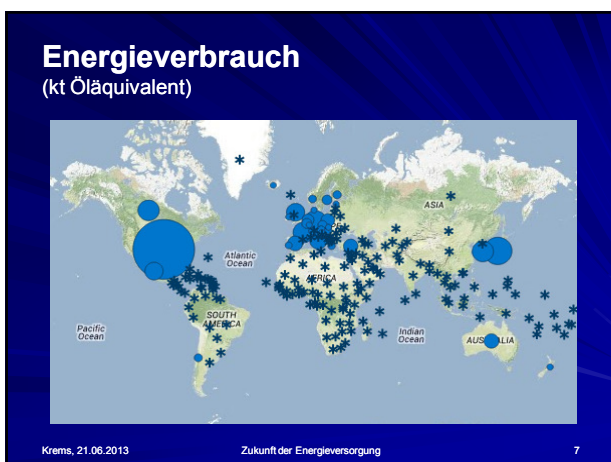 Energieverbrauch
(kt Öläquivalent)
ASIA
Atlantic
Ocean
AFRICA
Pacific
Ocean
SOUTH
AMERICA
Indian
Ocean
Krems, 21.06.2013
Zukunft der Energieversorgung
7